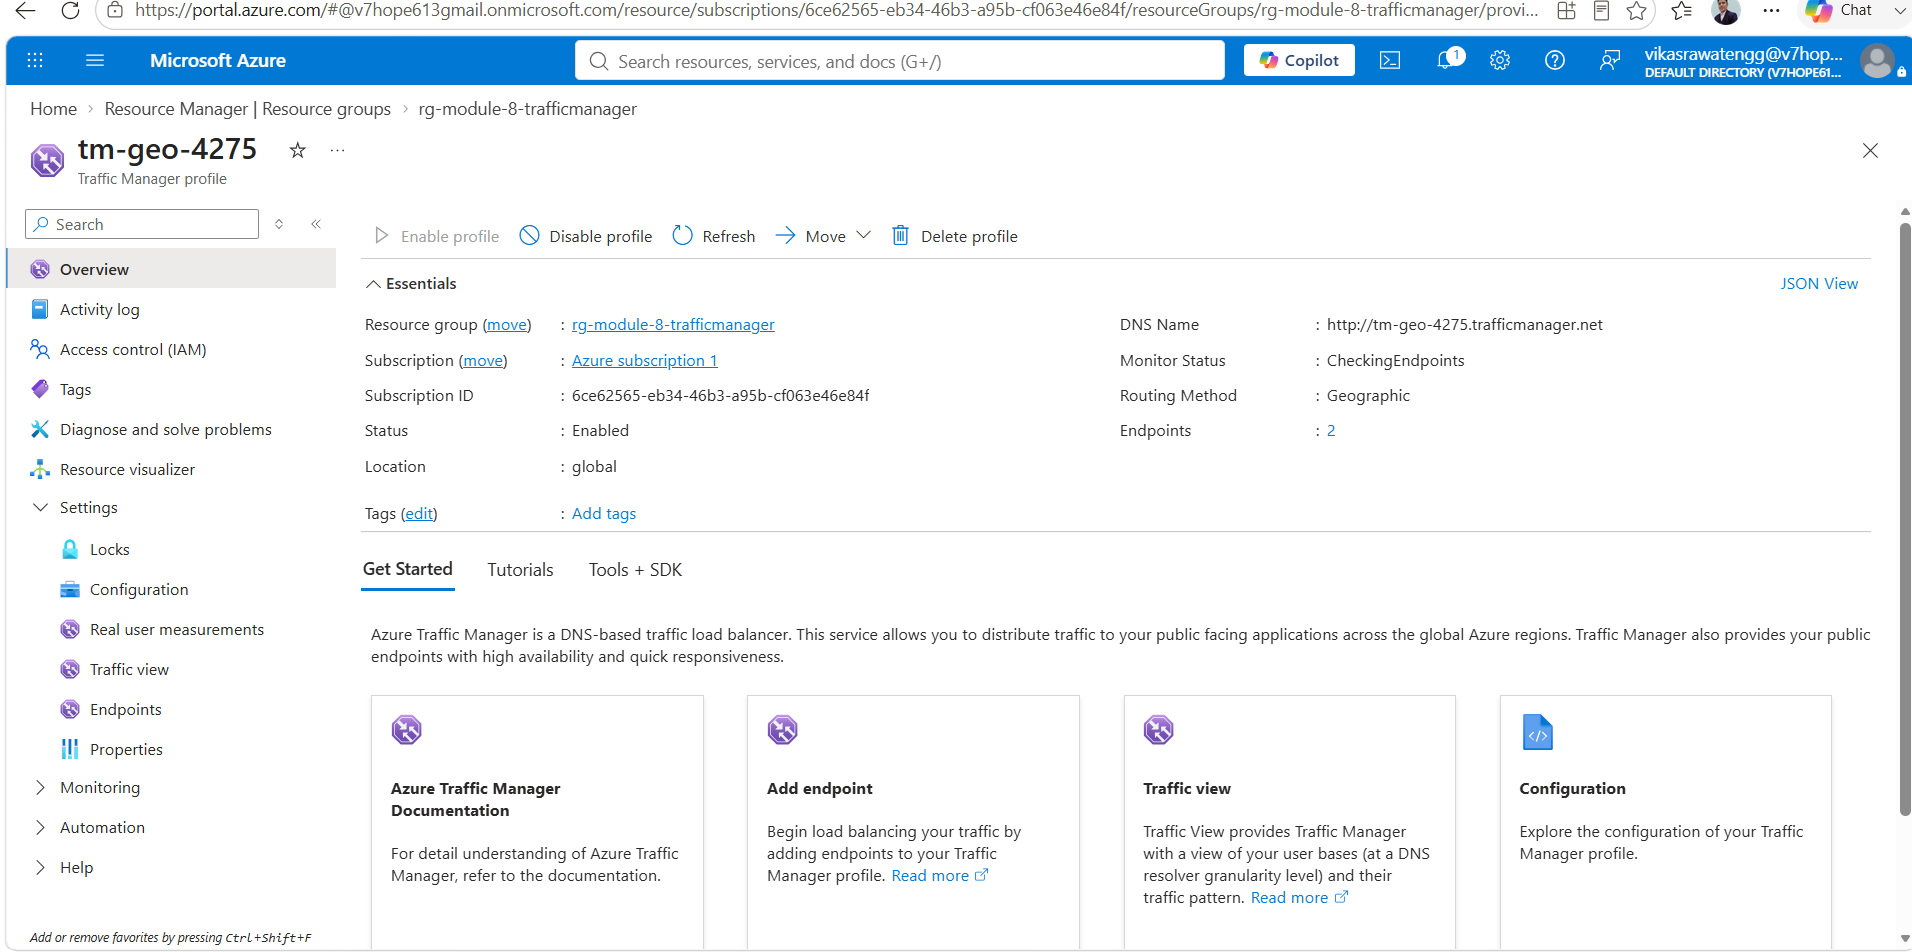 https://portal.azure.com/#@v7hope613gmail.onmicrosoft.com/resource/subscriptions/6ce62565-eb34-46b3-a95b-cf063e46e84f/resourceGroups/rg-module-8-trafficmanager/provi...
Chat
Microsoft Azure
Search resources, services, and docs (G+/)
Copilot
1
vikasrawatengg@v7hop...
DEFAULT DIRECTORY (V7HOPE61...
Home > Resource Manager | Resource groups > rg-module-8-trafficmanager
tm-geo-4275
Traffic Manager profile
Search
Overview
Activity log
Access control (IAM)
Tags
Diagnose and solve problems
Resource visualizer
Settings
Locks
Configuration
Real user measurements
Traffic view
Endpoints
Properties
Monitoring
Automation
Help
Add or remove favorites by pressing Ctrl+Shift+F
Enable profile
Disable profile
Refresh
Move
Delete profile
Essentials
JSON View
Resource group (move) : rg-module-8-trafficmanager
Subscription (move) : Azure subscription 1
Subscription ID : 6ce62565-eb34-46b3-a95b-cf063e46e84f
Status : Enabled
Location : global
DNS Name : http://tm-geo-4275.trafficmanager.net
Monitor Status : CheckingEndpoints
Routing Method : Geographic
Endpoints : 2
Tags (edit) : Add tags
Get Started
Tutorials
Tools + SDK
Azure Traffic Manager is a DNS-based traffic load balancer. This service allows you to distribute traffic to your public facing applications across the global Azure regions. Traffic Manager also provides your public
endpoints with high availability and quick responsiveness.
Azure Traffic Manager
Documentation
For detail understanding of Azure Traffic
Manager, refer to the documentation.
Add endpoint
Begin load balancing your traffic by
adding endpoints to your Traffic
Manager profile. Read more
Traffic view
Traffic View provides Traffic Manager
with a view of your user bases (at a DNS
resolver granularity level) and their
traffic pattern. Read more
Configuration
Explore the configuration of your Traffic
Manager profile.